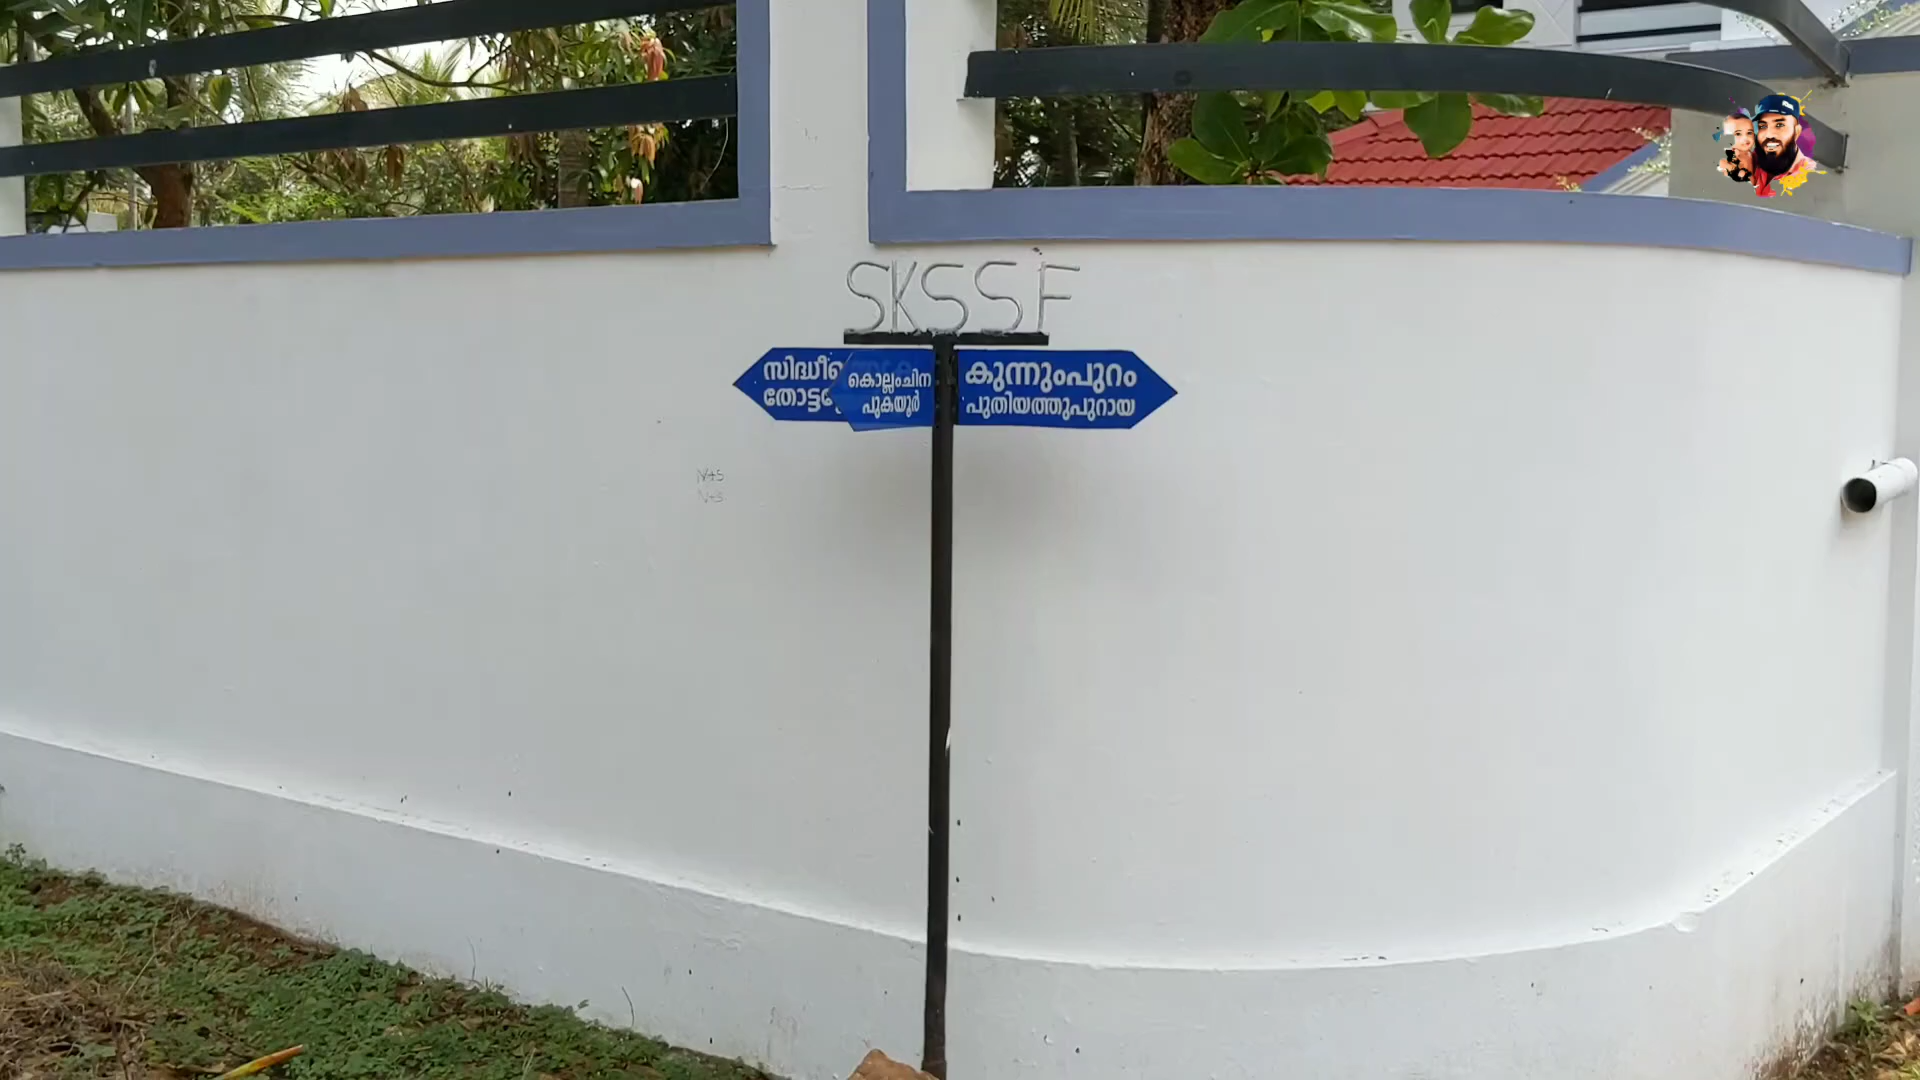 SKSSF
കൊല്ലംചിന
പുകയൂർ
കുന്നുംപുറം
പുതിയത്തുപുറായ
N+S
N+S